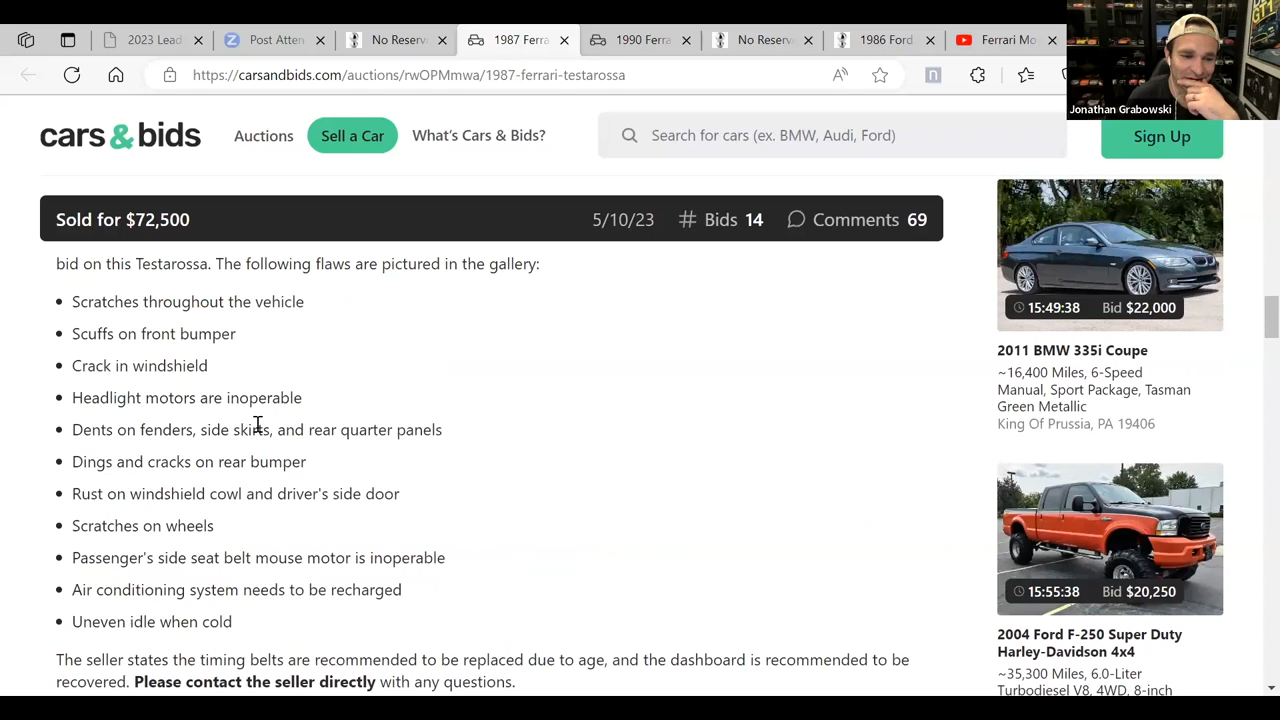 2023 Lead
Post Atten
No Reserv
1987 Ferra
1990 Ferra
No Reserv
1986 Ford
Ferrari Mo
https://carsandbids.com/auctions/rwOPMmwa/1987-ferrari-testarossa
Jonathan Grabowski
GT1
cars & bids
Auctions
Sell a Car
What's Cars & Bids?
Search for cars (ex. BMW, Audi, Ford)
Sign Up
Sold for $72,500
5/10/23
# Bids 14
Comments 69
bid on this Testarossa. The following flaws are pictured in the gallery:
• Scratches throughout the vehicle
• Scuffs on front bumper
• Crack in windshield
• Headlight motors are inoperable
• Dents on fenders, side skirts, and rear quarter panels
• Dings and cracks on rear bumper
• Rust on windshield cowl and driver's side door
• Scratches on wheels
• Passenger's side seat belt mouse motor is inoperable
• Air conditioning system needs to be recharged
• Uneven idle when cold
The seller states the timing belts are recommended to be replaced due to age, and the dashboard is recommended to be
recovered. Please contact the seller directly with any questions.
15:49:38 Bid $22,000
2011 BMW 335i Coupe
~16,400 Miles, 6-Speed
Manual, Sport Package, Tasman
Green Metallic
King Of Prussia, PA 19406
15:55:38 Bid $20,250
2004 Ford F-250 Super Duty
Harley-Davidson 4x4
~35,300 Miles, 6.0-Liter
Turbodiesel V8, 4WD, 8-inch